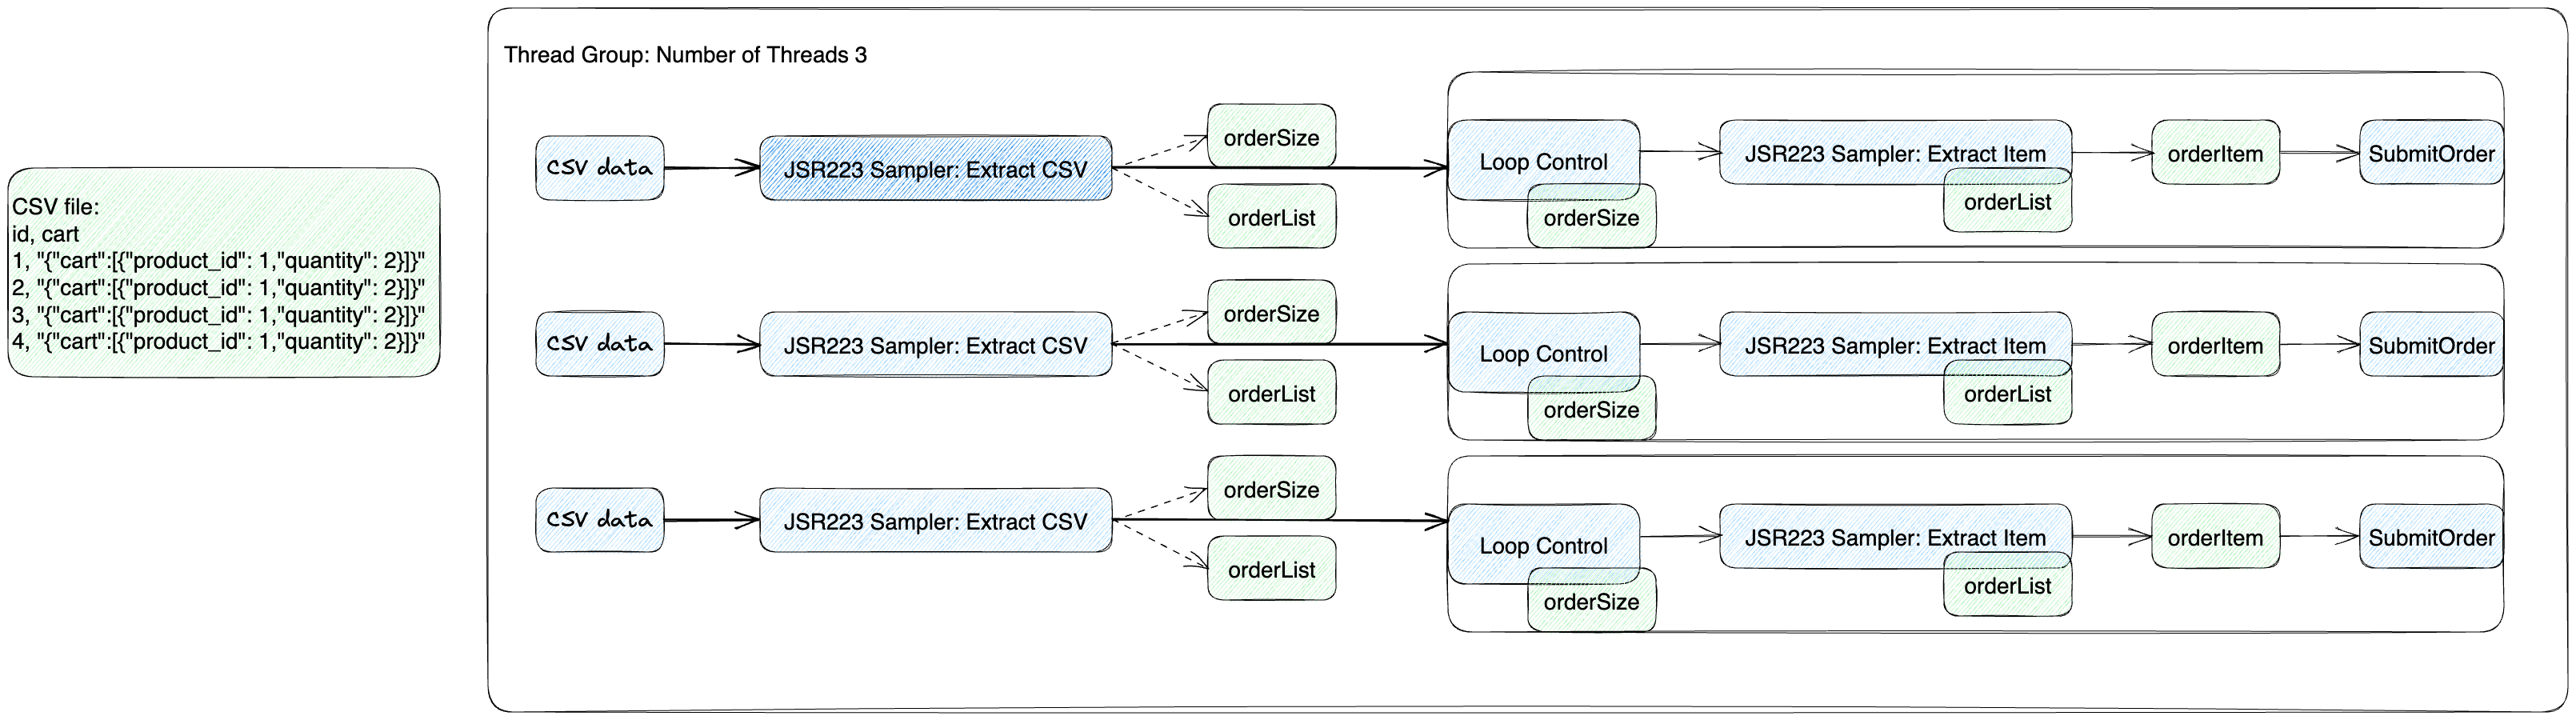 Thread Group: Number of Threads 3
CSV file:
id, cart
1, "{"cart":[{"product_id": 1,"quantity": 2}]}"
2, "{"cart":[{"product_id": 1,"quantity": 2}]}"
3, "{"cart":[{"product_id": 1,"quantity": 2}]}"
4, "{"cart":[{"product_id": 1,"quantity": 2}]}"
CSV data
JSR223 Sampler: Extract CSV
orderSize
orderList
Loop Control
orderSize
JSR223 Sampler: Extract Item
orderList
orderItem
SubmitOrder
CSV data
JSR223 Sampler: Extract CSV
orderSize
orderList
Loop Control
orderSize
JSR223 Sampler: Extract Item
orderList
orderItem
SubmitOrder
CSV data
JSR223 Sampler: Extract CSV
orderSize
orderList
Loop Control
orderSize
JSR223 Sampler: Extract Item
orderList
orderItem
SubmitOrder